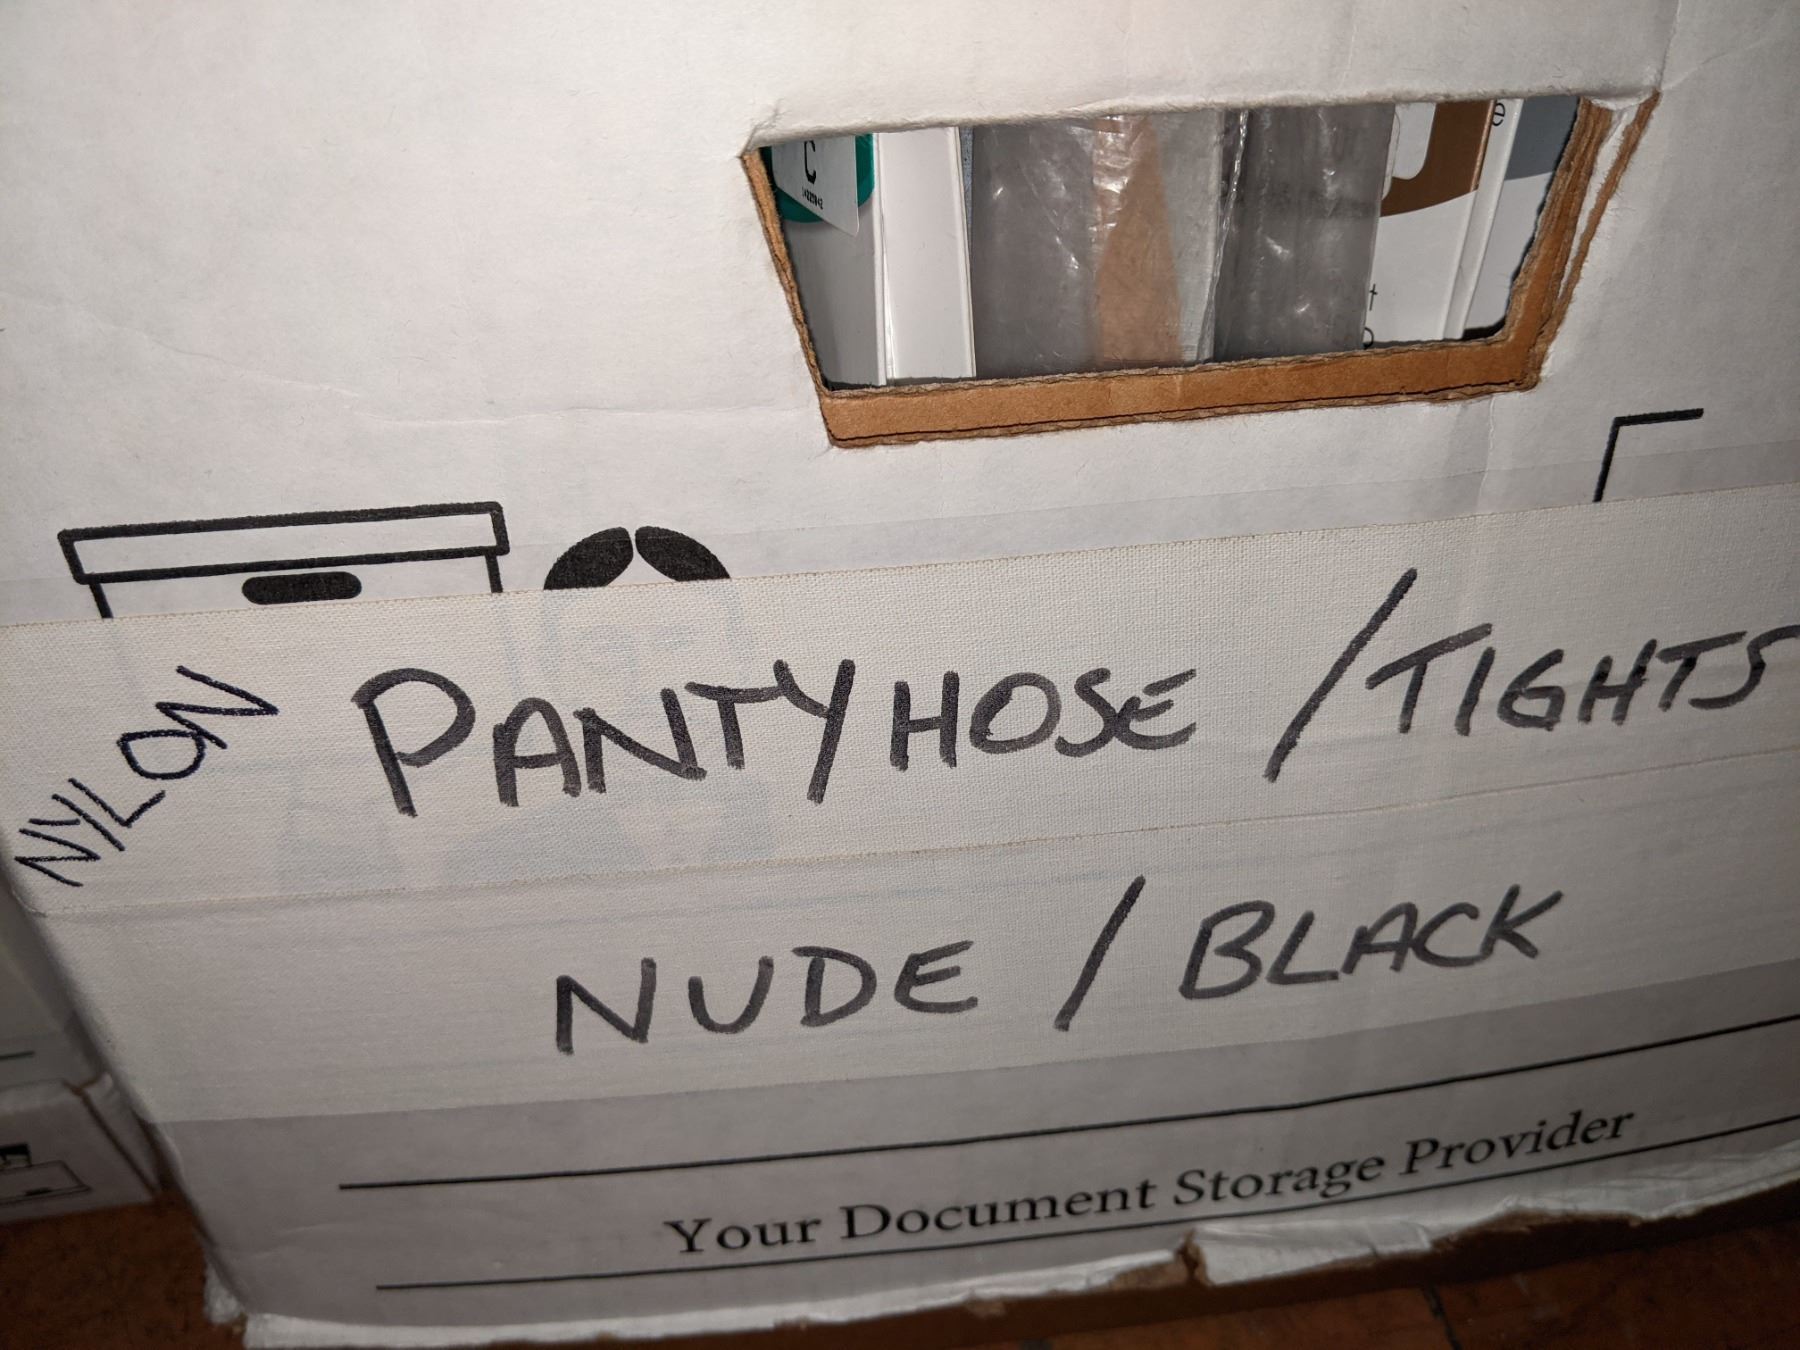 C
e
NYLON PANTYHOSE / TIGHTS
NUDE / BLACK
Your Document Storage Provider